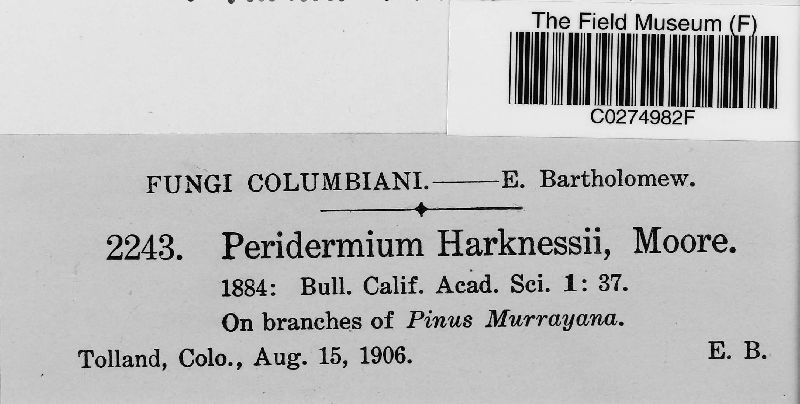 The Field Museum (F)
C0274982F
FUNGI COLUMBIANI.——E. Bartholomew.
2243. Peridermium Harknessii, Moore.
1884: Bull. Calif. Acad. Sci. 1: 37.
On branches of Pinus Murrayana.
Tolland, Colo., Aug. 15, 1906. E. B.